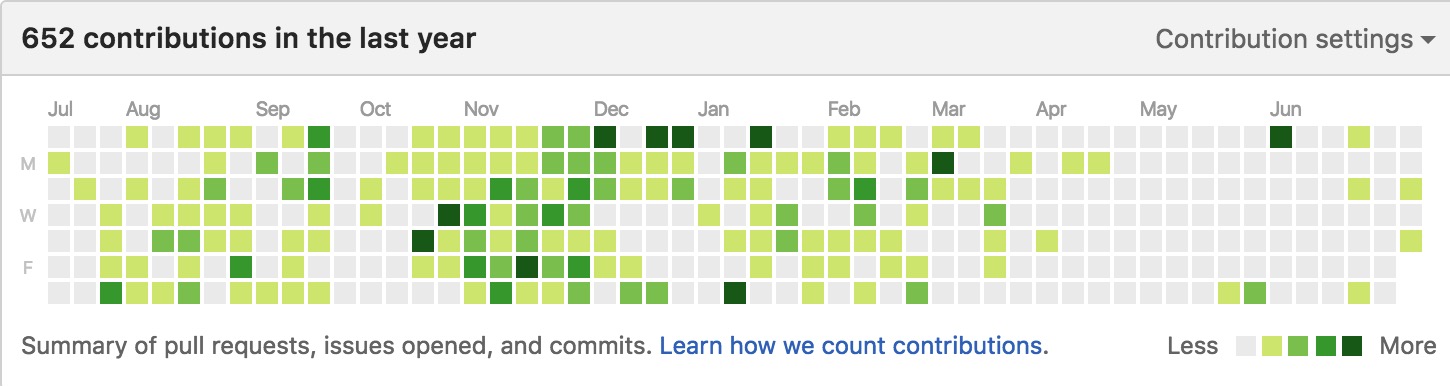 652 contributions in the last year Contribution settings
Jul Aug Sep Oct Nov Dec Jan Feb Mar Apr May Jun
M
W
F
Summary of pull requests, issues opened, and commits. Learn how we count contributions. Less More